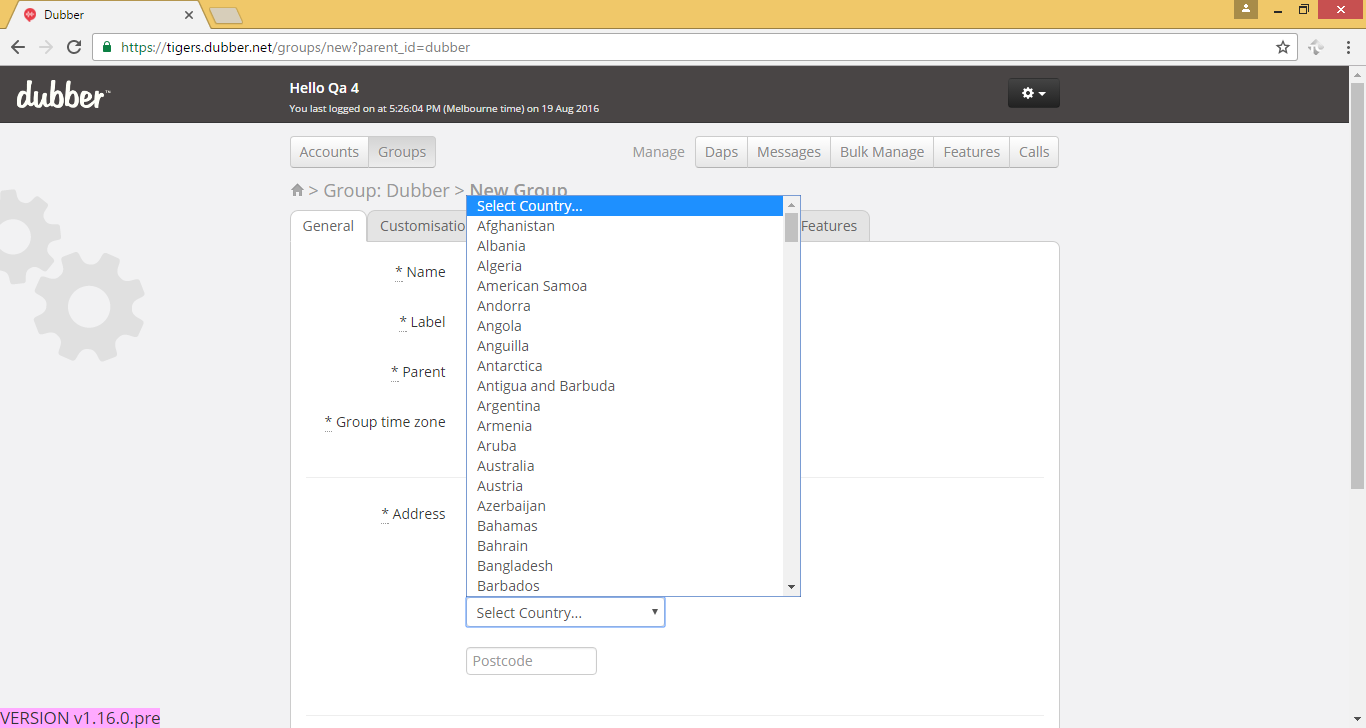 Dubber
https://tigers.dubber.net/groups/new?parent_id=dubber
dubber™
Hello Qa 4
You last logged on at 5:26:04 PM (Melbourne time) on 19 Aug 2016
Accounts Groups Manage Daps Messages Bulk Manage Features Calls
> Group: Dubber > New Group
General Customisatio Features
Select Country...
Afghanistan
Albania
Algeria
American Samoa
Andorra
Angola
Anguilla
Antarctica
Antigua and Barbuda
Argentina
Armenia
Aruba
Australia
Austria
Azerbaijan
Bahamas
Bahrain
Bangladesh
Barbados
* Name
* Label
* Parent
* Group time zone
* Address
Select Country...
Postcode
VERSION v1.16.0.pre